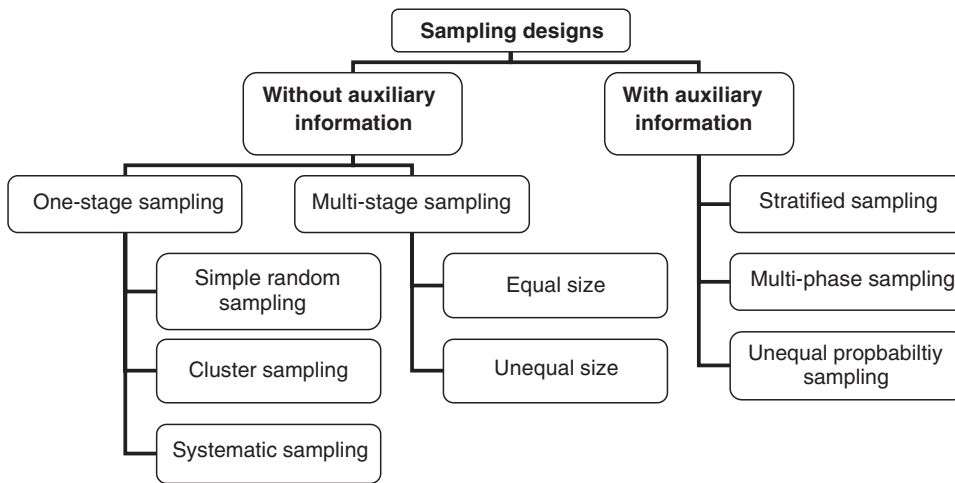 Sampling designs
Without auxiliary
information
With auxiliary
information
One-stage sampling
Multi-stage sampling
Stratified sampling
Simple random
sampling
Equal size
Multi-phase sampling
Cluster sampling
Unequal size
Unequal propbabiltiy
sampling
Systematic sampling